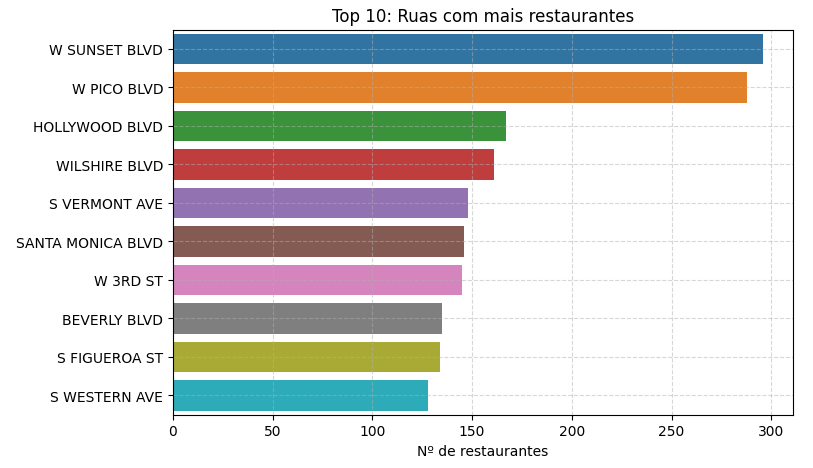 Top 10: Ruas com mais restaurantes
W SUNSET BLVD
W PICO BLVD
HOLLYWOOD BLVD
WILSHIRE BLVD
S VERMONT AVE
SANTA MONICA BLVD
W 3RD ST
BEVERLY BLVD
S FIGUEROA ST
S WESTERN AVE
0 50 100 150 200 250 300
Nº de restaurantes